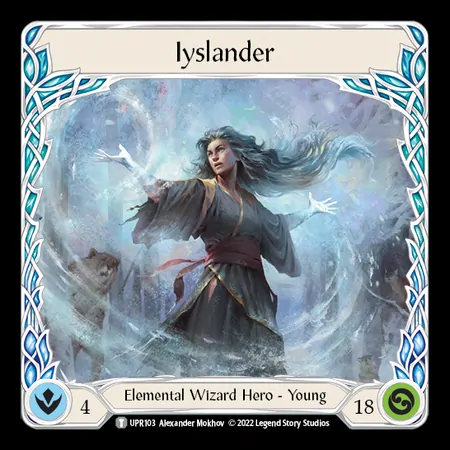 Iyslander
4 Elemental Wizard Hero - Young 18
T UPR103 Alexander Mokhov © 2022 Legend Story Studios